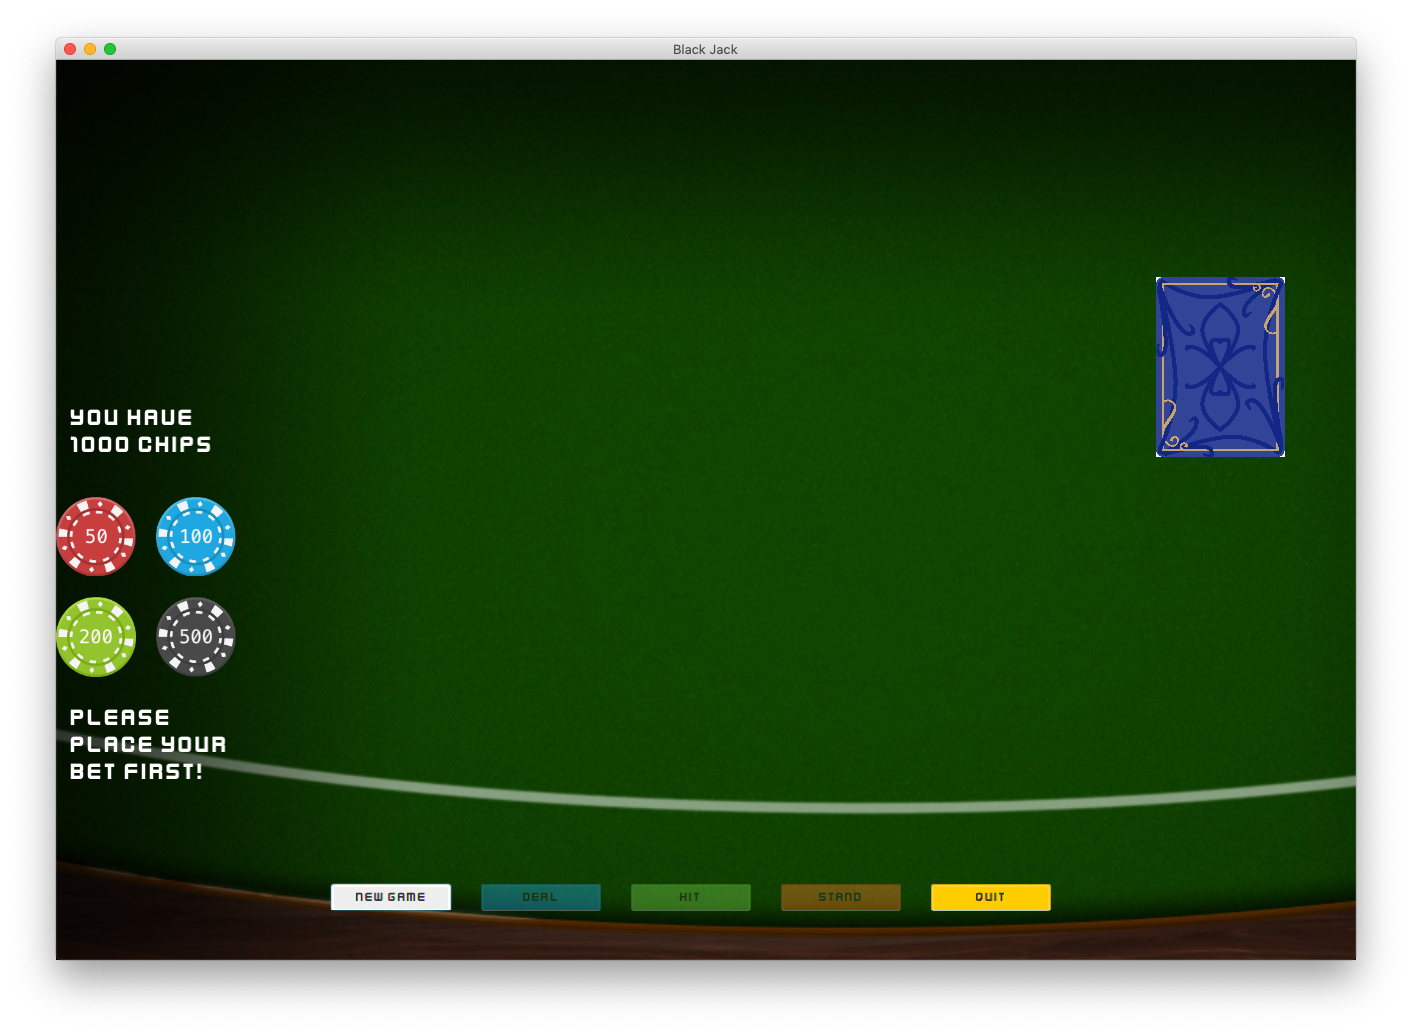 Black Jack
YOU HAVE
1000 CHIPS
50
100
200
500
PLEASE
PLACE YOUR
BET FIRST!
NEW GAME
DEAL
HIT
STAND
QUIT